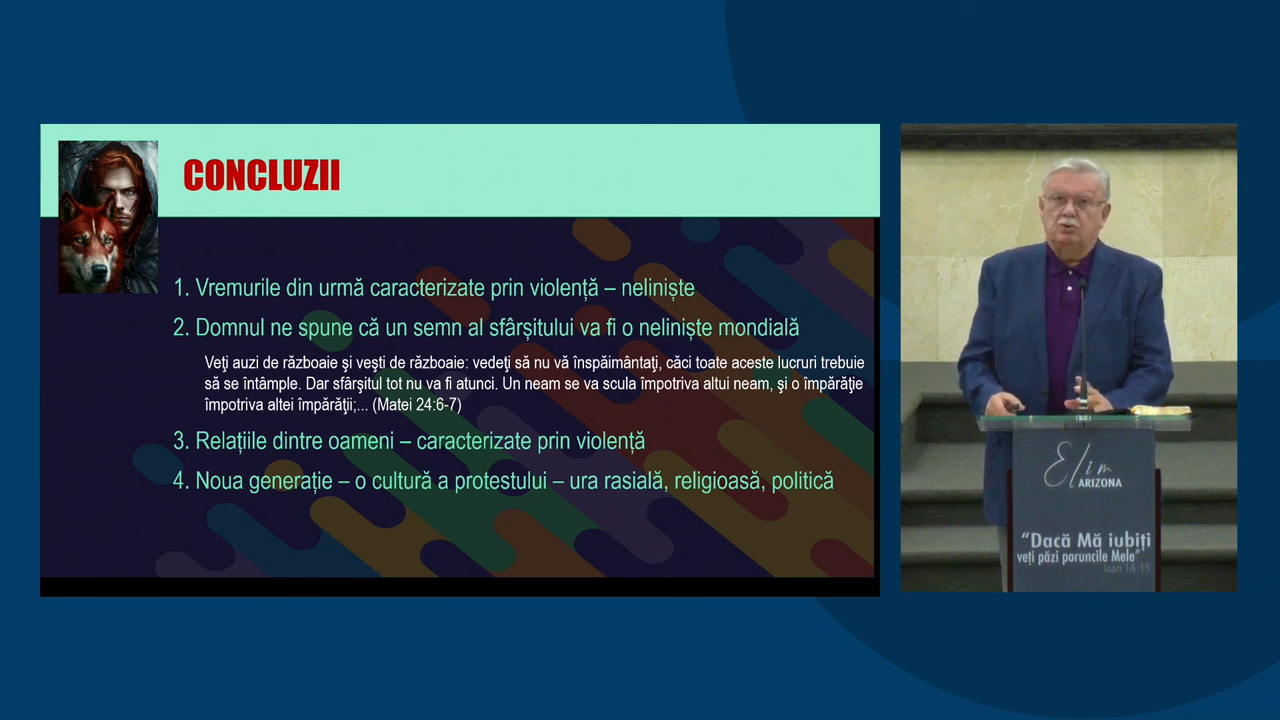 CONCLUZII
1. Vremurile din urmă caracterizate prin violență – neliniște
2. Domnul ne spune că un semn al sfârșitului va fi o neliniște mondială
Veţi auzi de războaie şi veşti de războaie: vedeţi să nu vă înspăimântaţi, căci toate aceste lucruri trebuie
să se întâmple. Dar sfârşitul tot nu va fi atunci. Un neam se va scula împotriva altui neam, şi o împărăţie
împotriva altei împărăţii;... (Matei 24:6-7)
3. Relațiile dintre oameni – caracterizate prin violență
4. Noua generație – o cultură a protestului – ura rasială, religioasă, politică
Elim
ARIZONA
“Dacă Mă iubiți
veți păzi poruncile Mele”
Ioan 14:15